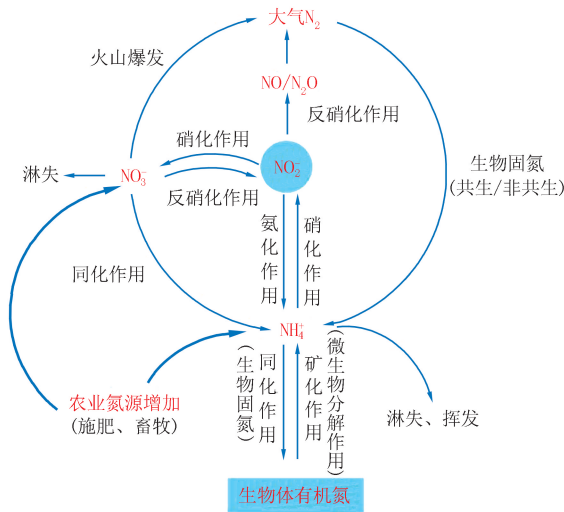 大气N₂
火山爆发
NO/N₂O
反硝化作用
硝化作用
NO₂⁻
生物固氮
(共生/非共生)
淋失
NO₃⁻
反硝化作用
氨化作用
硝化作用
同化作用
NH₄⁺
(生物固氮)
同化作用
矿化作用
(微生物分解作用)
农业氮源增加
(施肥、畜牧)
淋失、挥发
生物体有机氮